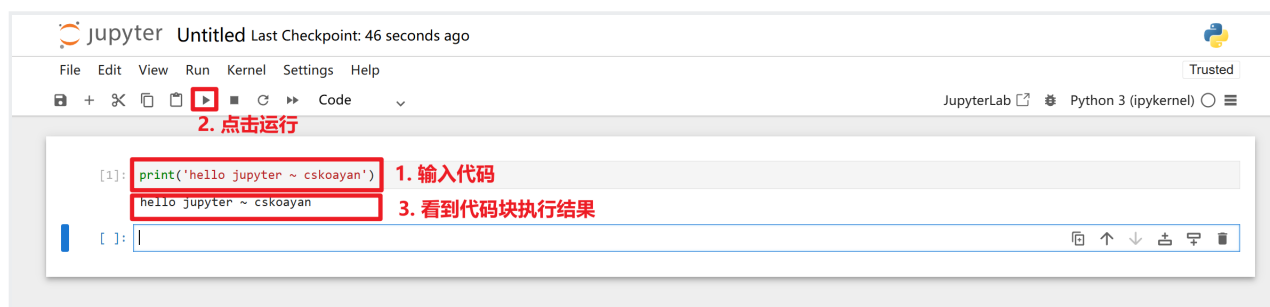 jupyter Untitled Last Checkpoint: 46 seconds ago
File Edit View Run Kernel Settings Help Trusted
Code JupyterLab Python 3 (ipykernel)
2. 点击运行
[1]: print('hello jupyter ~ cskoayan') 1. 输入代码
hello jupyter ~ cskoayan 3. 看到代码块执行结果
[ ]: